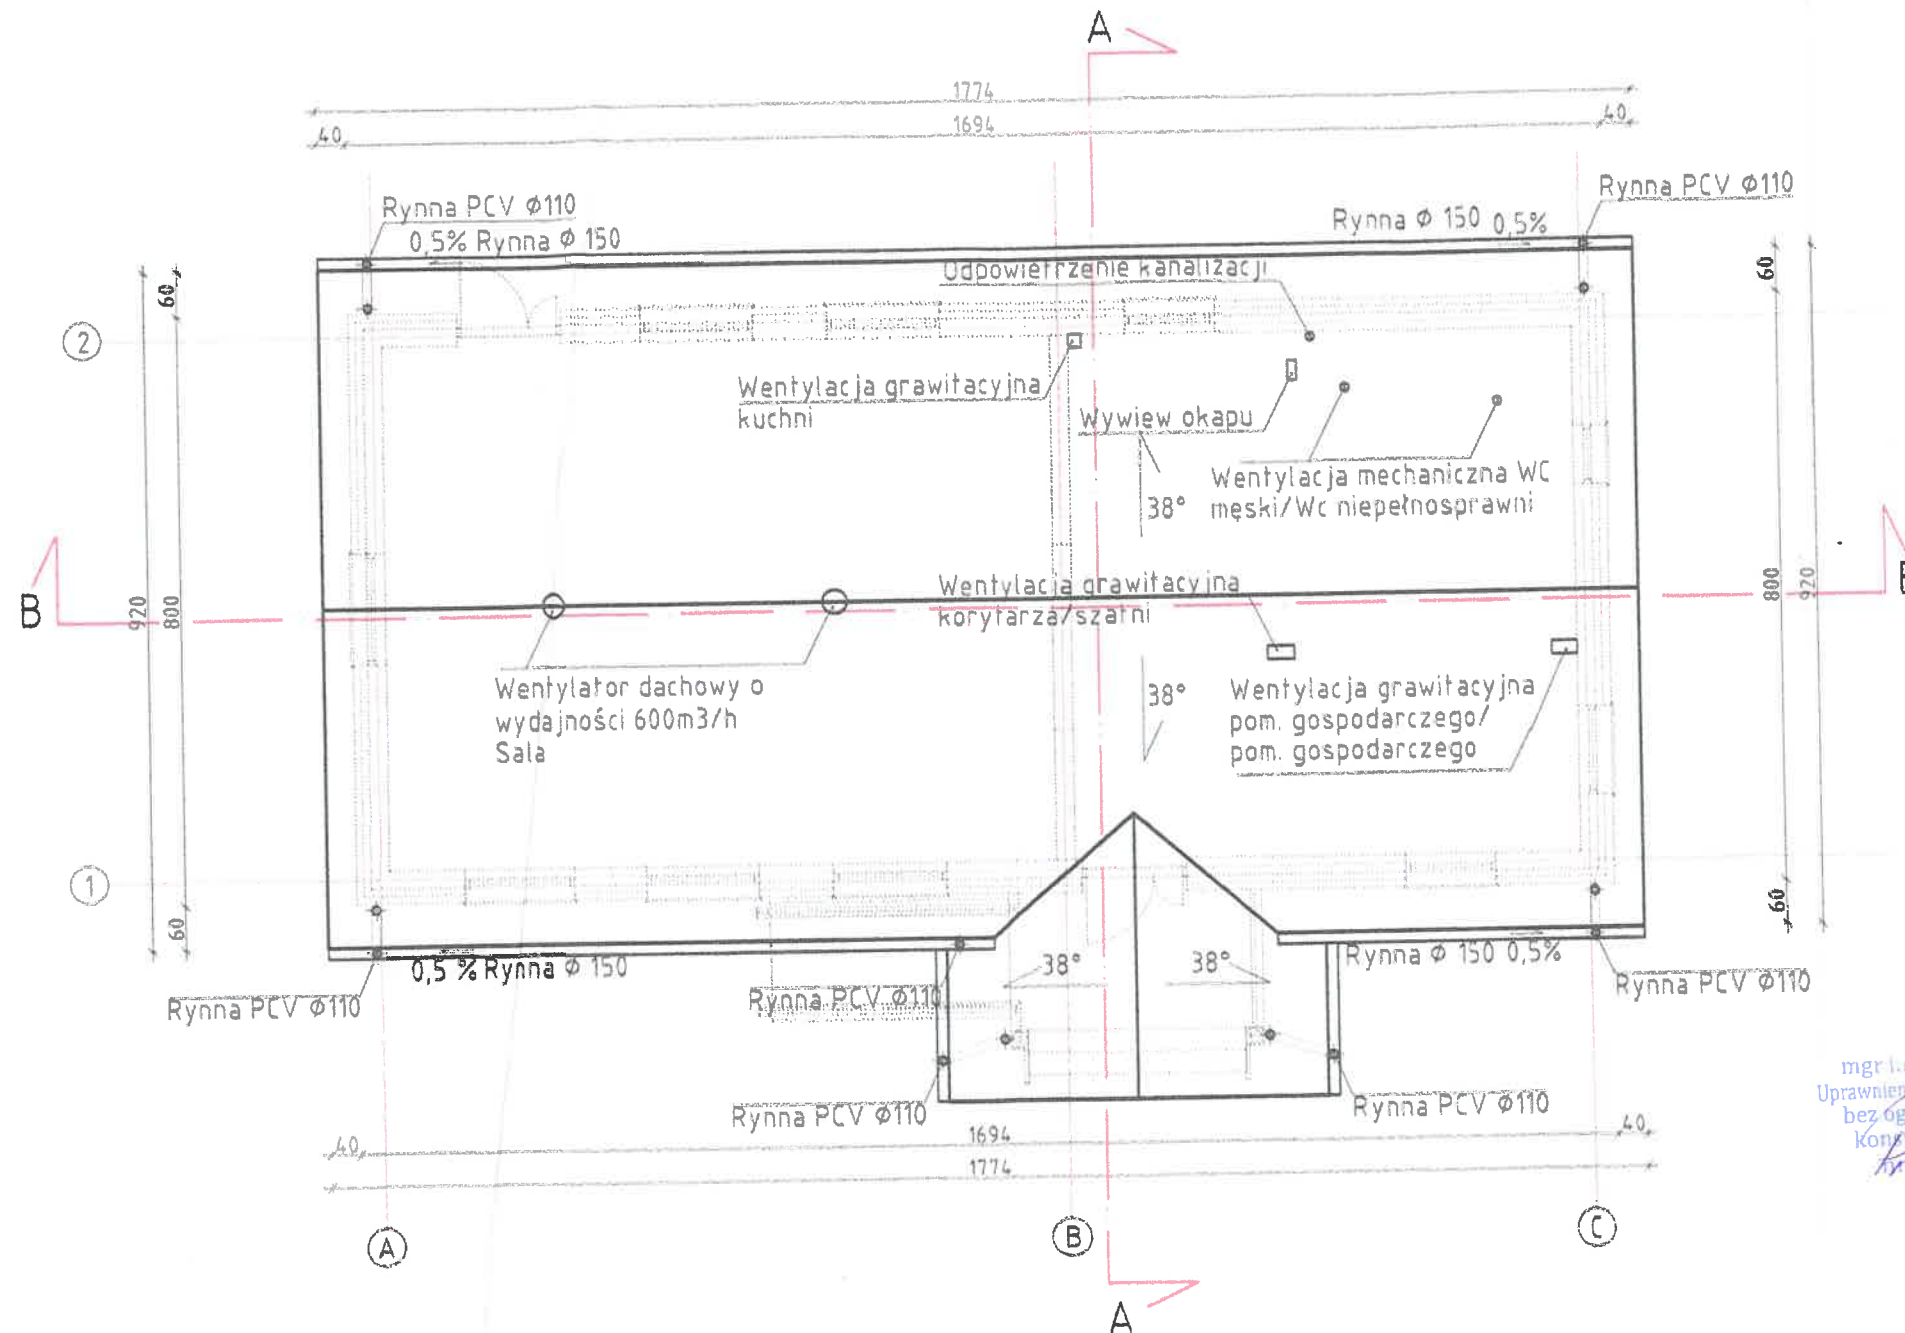 A
1774
40
1694
40
Rynna PCV Ø110
Rynna PCV Ø110
0,5% Rynna Ø 150
Rynna Ø 150 0,5%
Odpowietrzenie kanalizacji
60
60
2
Wentylacja grawitacyjna
kuchni
Wywiew okapu
Wentylacja mechaniczna WC
męski/Wc niepełnosprawni
38°
B
920
800
800
920
Wentylacja grawitacyjna
korytarza/szatni
Wentylator dachowy o
wydajności 600m3/h
Sala
38°
Wentylacja grawitacyjna
pom. gospodarczego/
pom. gospodarczego
1
60
60
0,5 % Rynna Ø 150
38°
38°
Rynna Ø 150 0,5%
Rynna PCV Ø110
Rynna PCV Ø110
Rynna PCV Ø110
Rynna PCV Ø110
Rynna PCV Ø110
mgr
bez
40
1694
40
1774
A
B
C
A